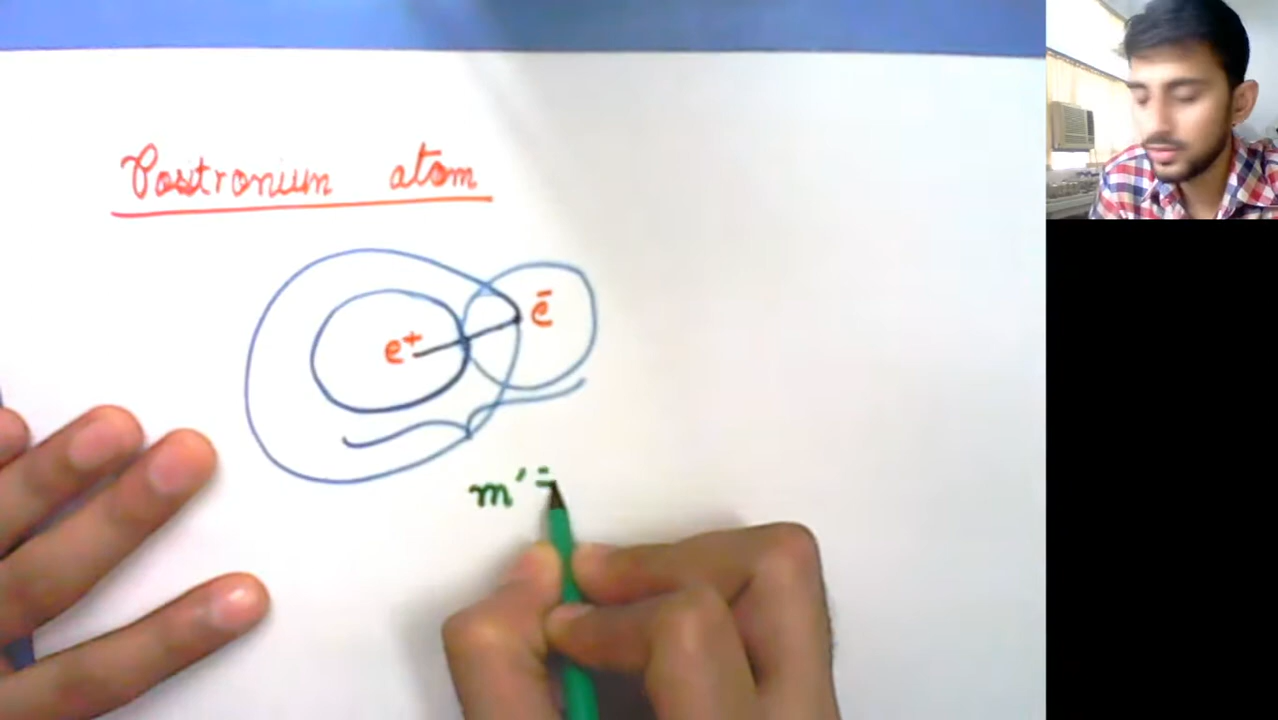 Positronium atom
e⁺
e⁻
m' =